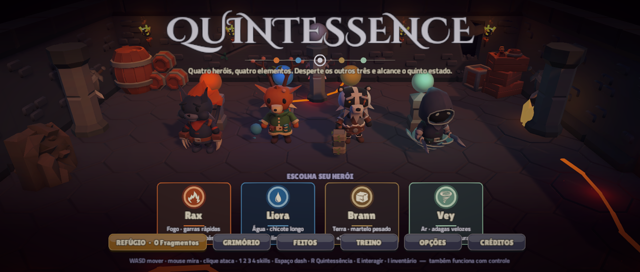 QUINTESSENCE
Quatro heróis, quatro elementos. Desperte os outros três e alcance o quinto estado.
ESCOLHA SEU HERÓI
Rax Liora Brann Vey
Fogo · garras rápidas Água · chicote longo Terra · martelo pesado Ar · adagas velozes
REFÚGIO · 0 Fragmentos GRIMÓRIO FEITOS TREINO OPÇÕES CRÉDITOS
WASD mover · mouse mira · clique ataca · 1 2 3 4 skills · Espaço dash · R Quintessência · E interagir · I inventário — também funciona com controle